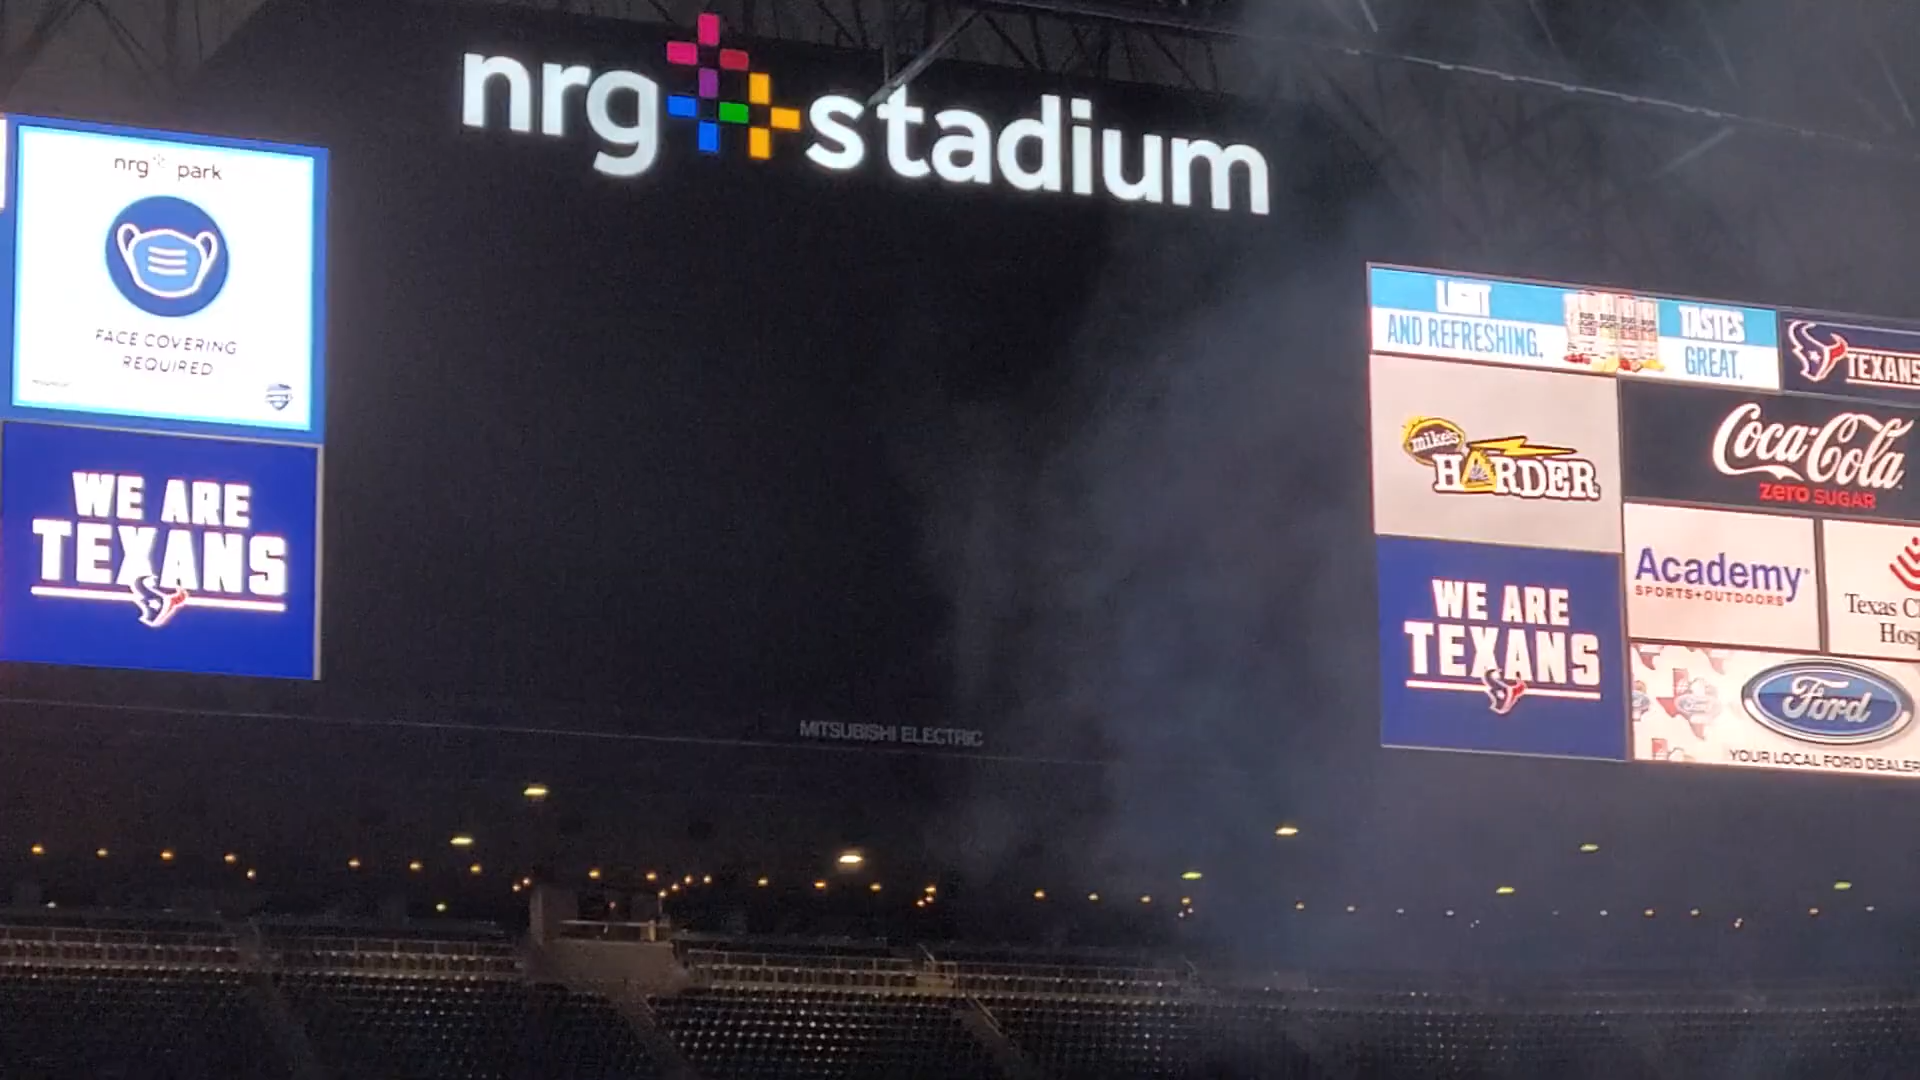 nrg stadium
nrg park
FACE COVERING
REQUIRED
WE ARE
TEXANS
MITSUBISHI ELECTRIC
LIGHT
AND REFRESHING.
TASTES
GREAT.
TEXANS
mike's
HARDER
Coca-Cola
zero SUGAR
WE ARE
TEXANS
Academy
SPORTS+OUTDOORS
Texas
Ford
YOUR LOCAL FORD DEALER